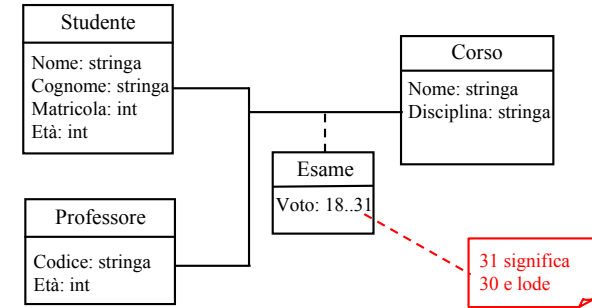 Studente
Nome: stringa
Cognome: stringa
Matricola: int
Età: int
Corso
Nome: stringa
Disciplina: stringa
Esame
Voto: 18..31
Professore
Codice: stringa
Età: int
31 significa
30 e lode